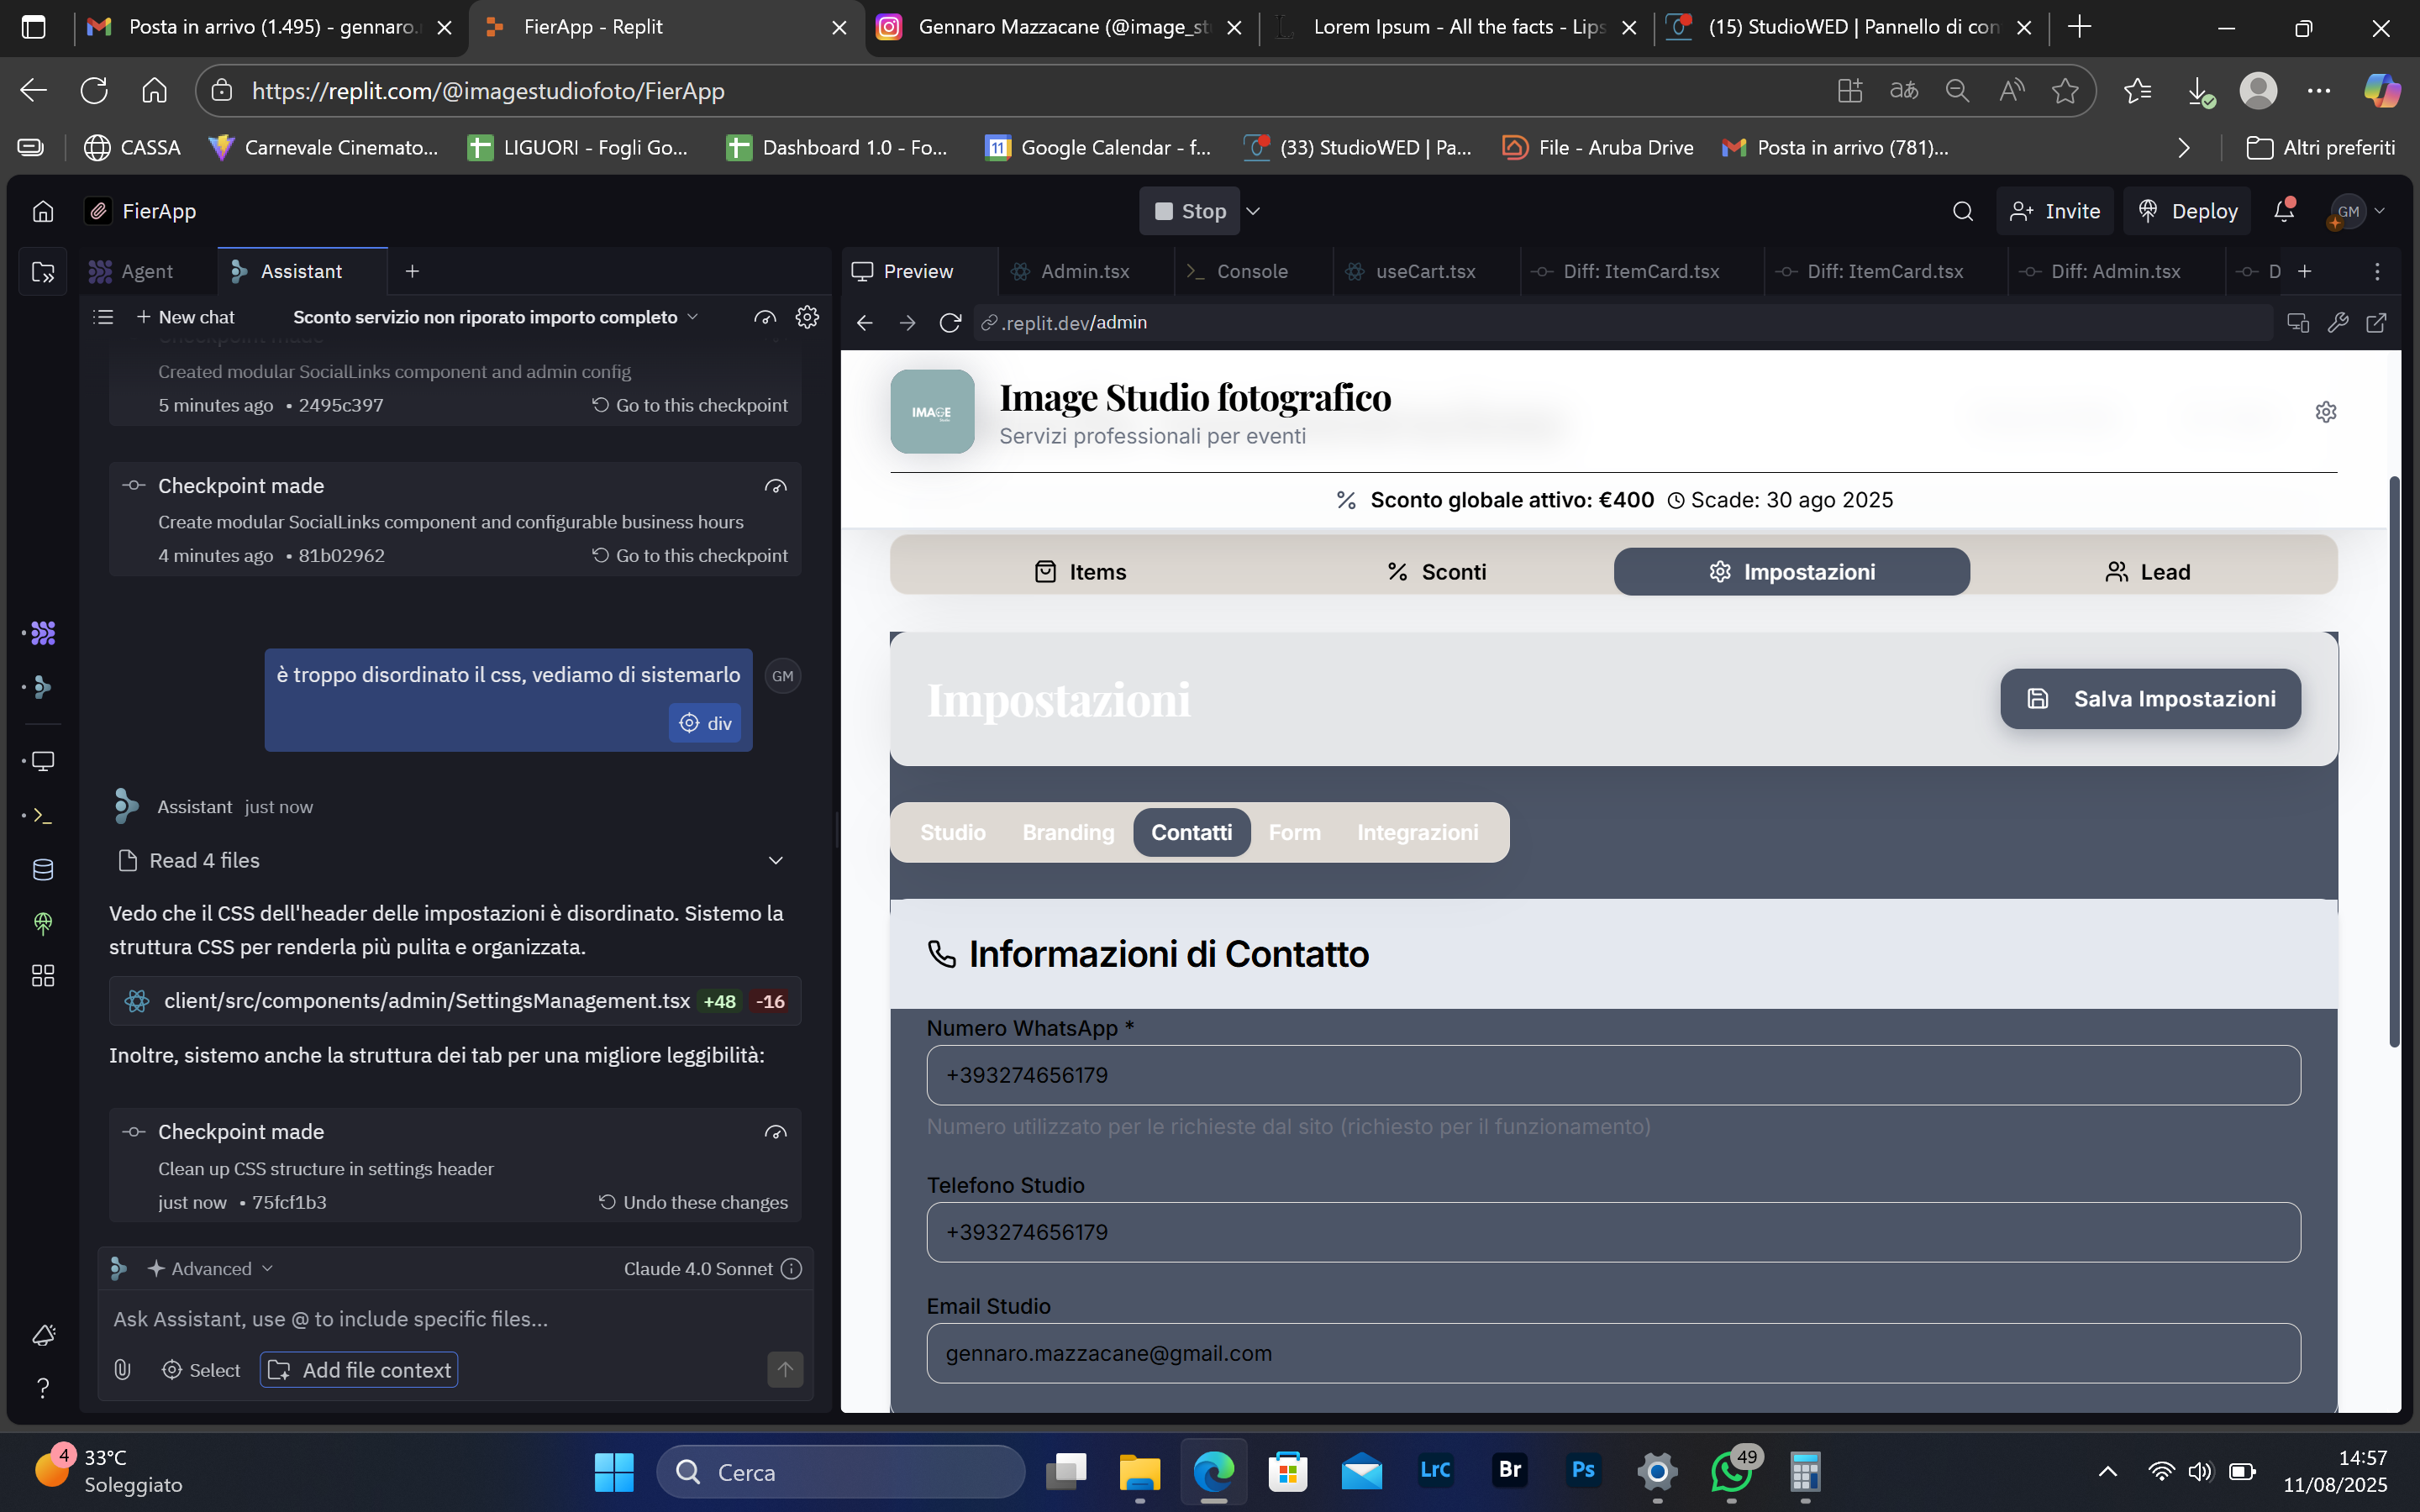 Posta in arrivo (1.495) - gennaro.
FierApp - Replit
Gennaro Mazzacane (@image_st
Lorem Ipsum - All the facts - Lips
(15) StudioWED | Pannello di con
https://replit.com/@imagestudiofoto/FierApp
CASSA
Carnevale Cinemato...
LIGUORI - Fogli Go...
Dashboard 1.0 - Fo...
Google Calendar - f...
(33) StudioWED | Pa...
File - Aruba Drive
Posta in arrivo (781)...
Altri preferiti
FierApp
Stop
Invite
Deploy
GM
Agent
Assistant
Preview
Admin.tsx
Console
useCart.tsx
Diff: ItemCard.tsx
Diff: ItemCard.tsx
Diff: Admin.tsx
D
New chat
Sconto servizio non riporato importo completo
.replit.dev/admin
Checkpoint made
Created modular SocialLinks component and admin config
5 minutes ago • 2495c397
Go to this checkpoint
Checkpoint made
Create modular SocialLinks component and configurable business hours
4 minutes ago • 81b02962
Go to this checkpoint
è troppo disordinato il css, vediamo di sistemarlo
div
GM
Assistant just now
Read 4 files
Vedo che il CSS dell'header delle impostazioni è disordinato. Sistemo la
struttura CSS per renderla più pulita e organizzata.
client/src/components/admin/SettingsManagement.tsx +48 -16
Inoltre, sistemo anche la struttura dei tab per una migliore leggibilità:
Checkpoint made
Clean up CSS structure in settings header
just now • 75fcf1b3
Undo these changes
Advanced
Claude 4.0 Sonnet
Ask Assistant, use @ to include specific files...
Select
Add file context
IMAGE
Image Studio fotografico
Servizi professionali per eventi
Sconto globale attivo: €400 Scade: 30 ago 2025
Items
Sconti
Impostazioni
Lead
Impostazioni
Salva Impostazioni
Studio
Branding
Contatti
Form
Integrazioni
Informazioni di Contatto
Numero WhatsApp *
+393274656179
Numero utilizzato per le richieste dal sito (richiesto per il funzionamento)
Telefono Studio
+393274656179
Email Studio
gennaro.mazzacane@gmail.com
4
33°C
Soleggiato
Cerca
LrC
Br
Ps
49
14:57
11/08/2025